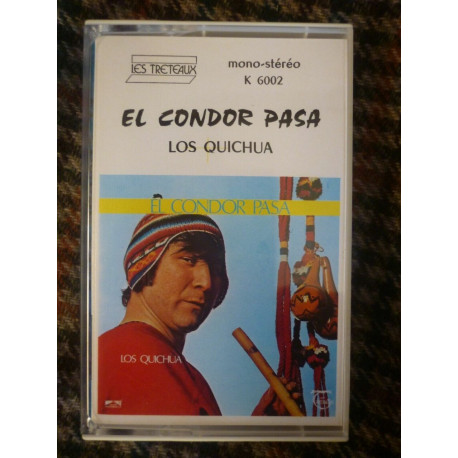 LES TRETEAUX
mono-stéréo
K 6002
EL CONDOR PASA
LOS QUICHUA
EL CONDOR PASA
LOS QUICHUA